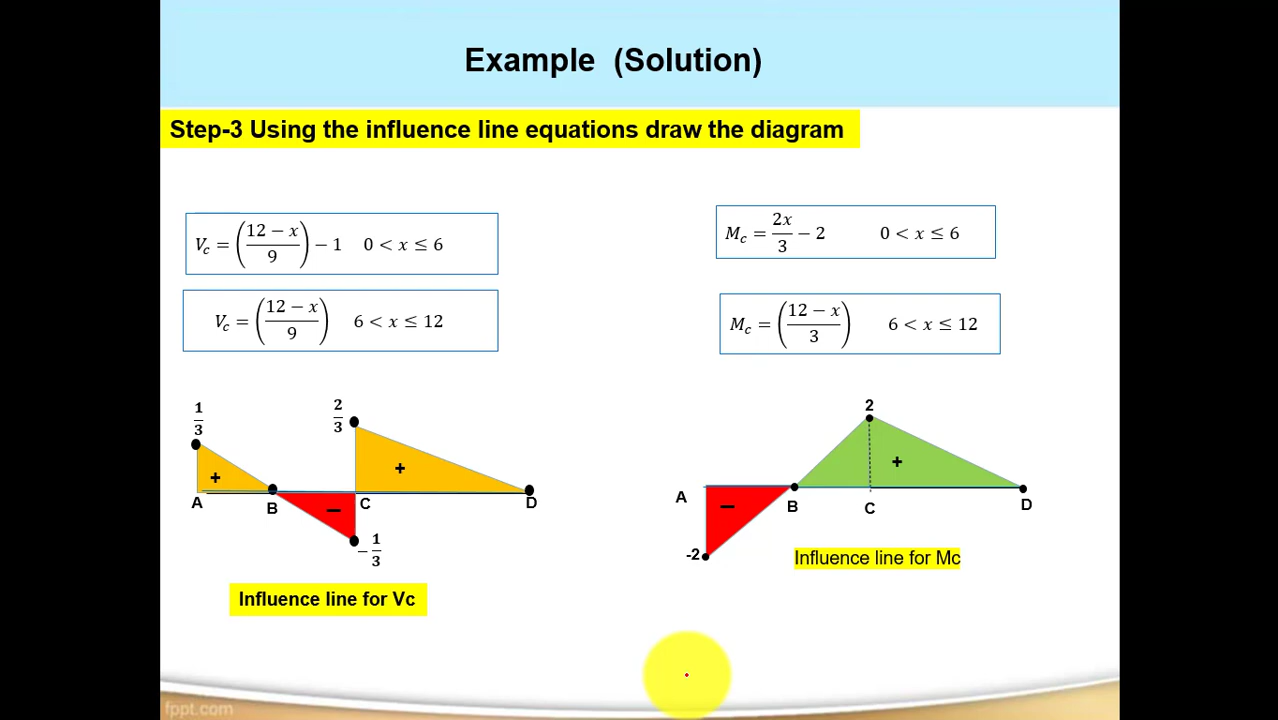 Example (Solution)
Step-3 Using the influence line equations draw the diagram
V_c = ((12 − x)/9) − 1 0 < x ≤ 6
M_c = 2x/3 − 2 0 < x ≤ 6
V_c = ((12 − x)/9) 6 < x ≤ 12
M_c = ((12 − x)/3) 6 < x ≤ 12
1/3
2/3
+
+
A
B
–
C
D
−1/3
Influence line for Vc
2
+
A
–
B
C
D
-2
Influence line for Mc
fppt.com